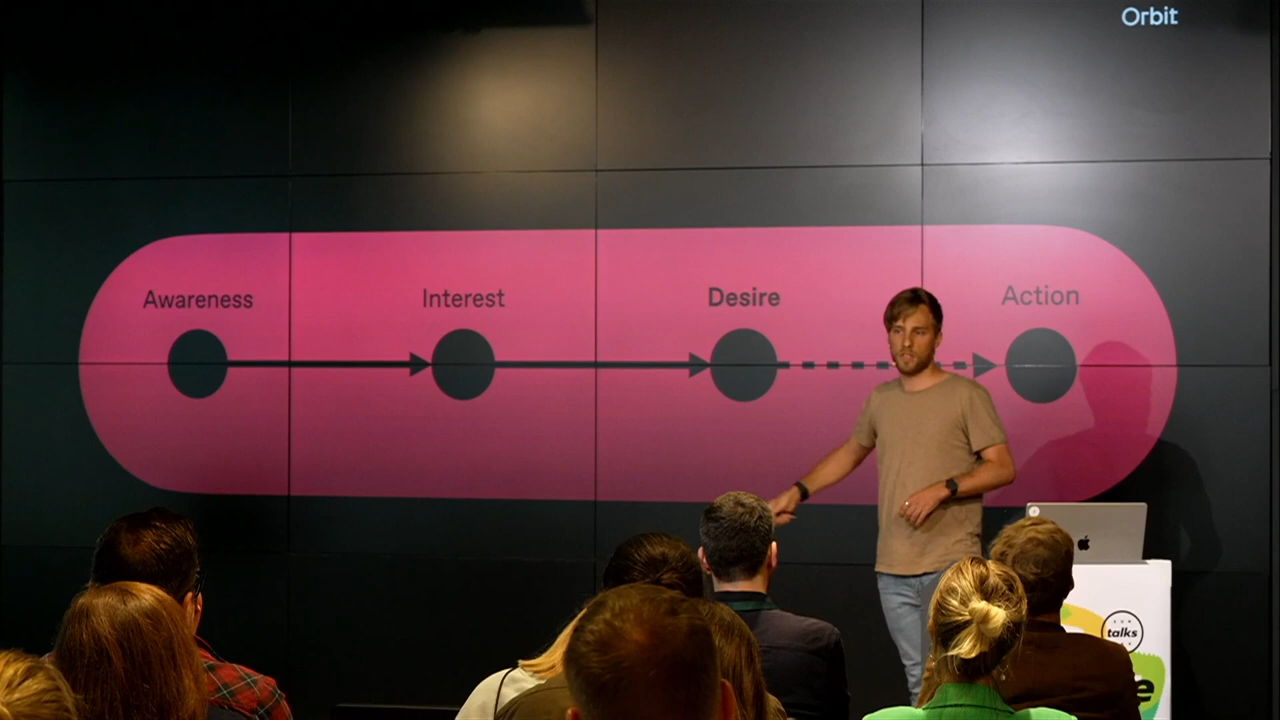 Orbit
Awareness
Interest
Desire
Action
talks